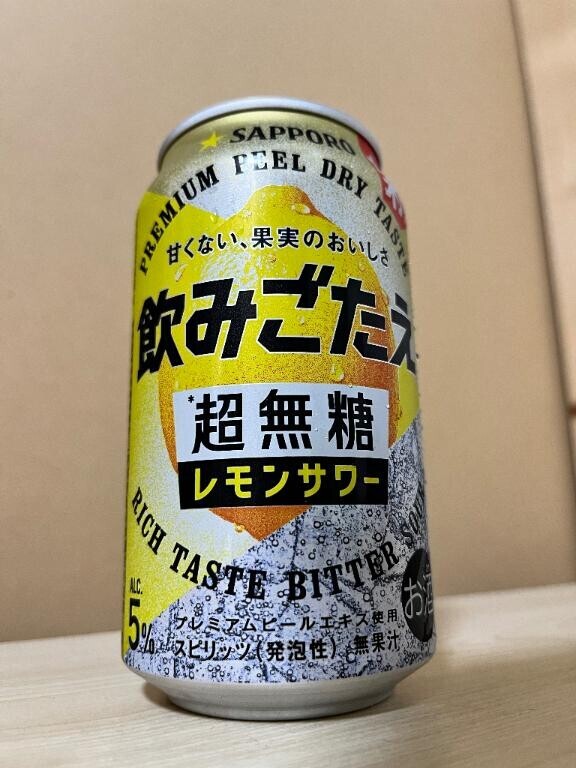 SAPPORO
PREMIUM PEEL DRY TASTE
甘くない、果実のおいしさ
飲みごたえ
*超無糖
レモンサワー
RICH TASTE BITTER SOUR
ALC.
5%
プレミアムピールエキス使用
スピリッツ(発泡性) 無果汁
お酒